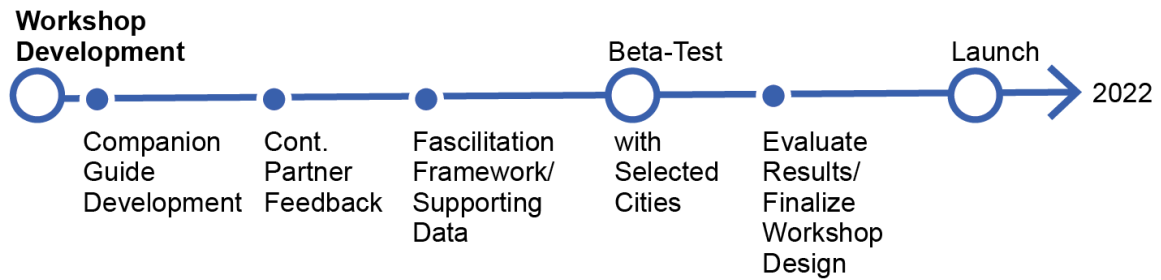 Workshop
Development
Beta-Test
Launch
2022
Companion
Guide
Development
Cont.
Partner
Feedback
Fascilitation
Framework/
Supporting
Data
with
Selected
Cities
Evaluate
Results/
Finalize
Workshop
Design